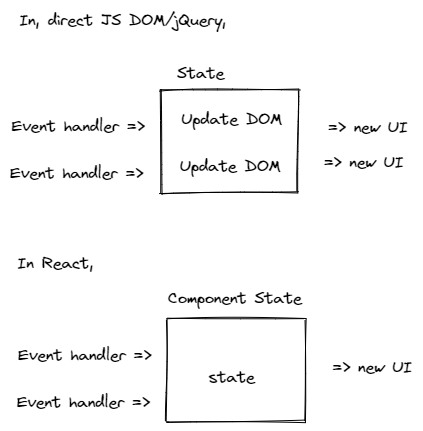 In, direct JS DOM/jQuery,
State
Event handler => Update DOM => new UI
Event handler => Update DOM => new UI
In React,
Component State
Event handler =>
state => new UI
Event handler =>